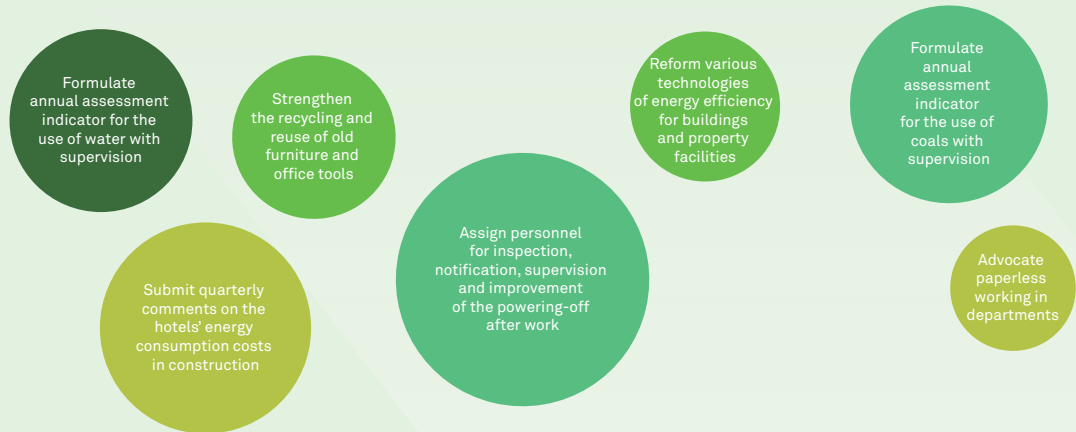 Formulate
annual assessment
indicator for the
use of water with
supervision
Strengthen
the recycling and
reuse of old
furniture and
office tools
Reform various
technologies
of energy efficiency
for buildings
and property
facilities
Formulate
annual
assessment
indicator
for the use of
coals with
supervision
Submit quarterly
comments on the
hotels’ energy
consumption costs
in construction
Assign personnel
for inspection,
notification, supervision
and improvement
of the powering-off
after work
Advocate
paperless
working in
departments